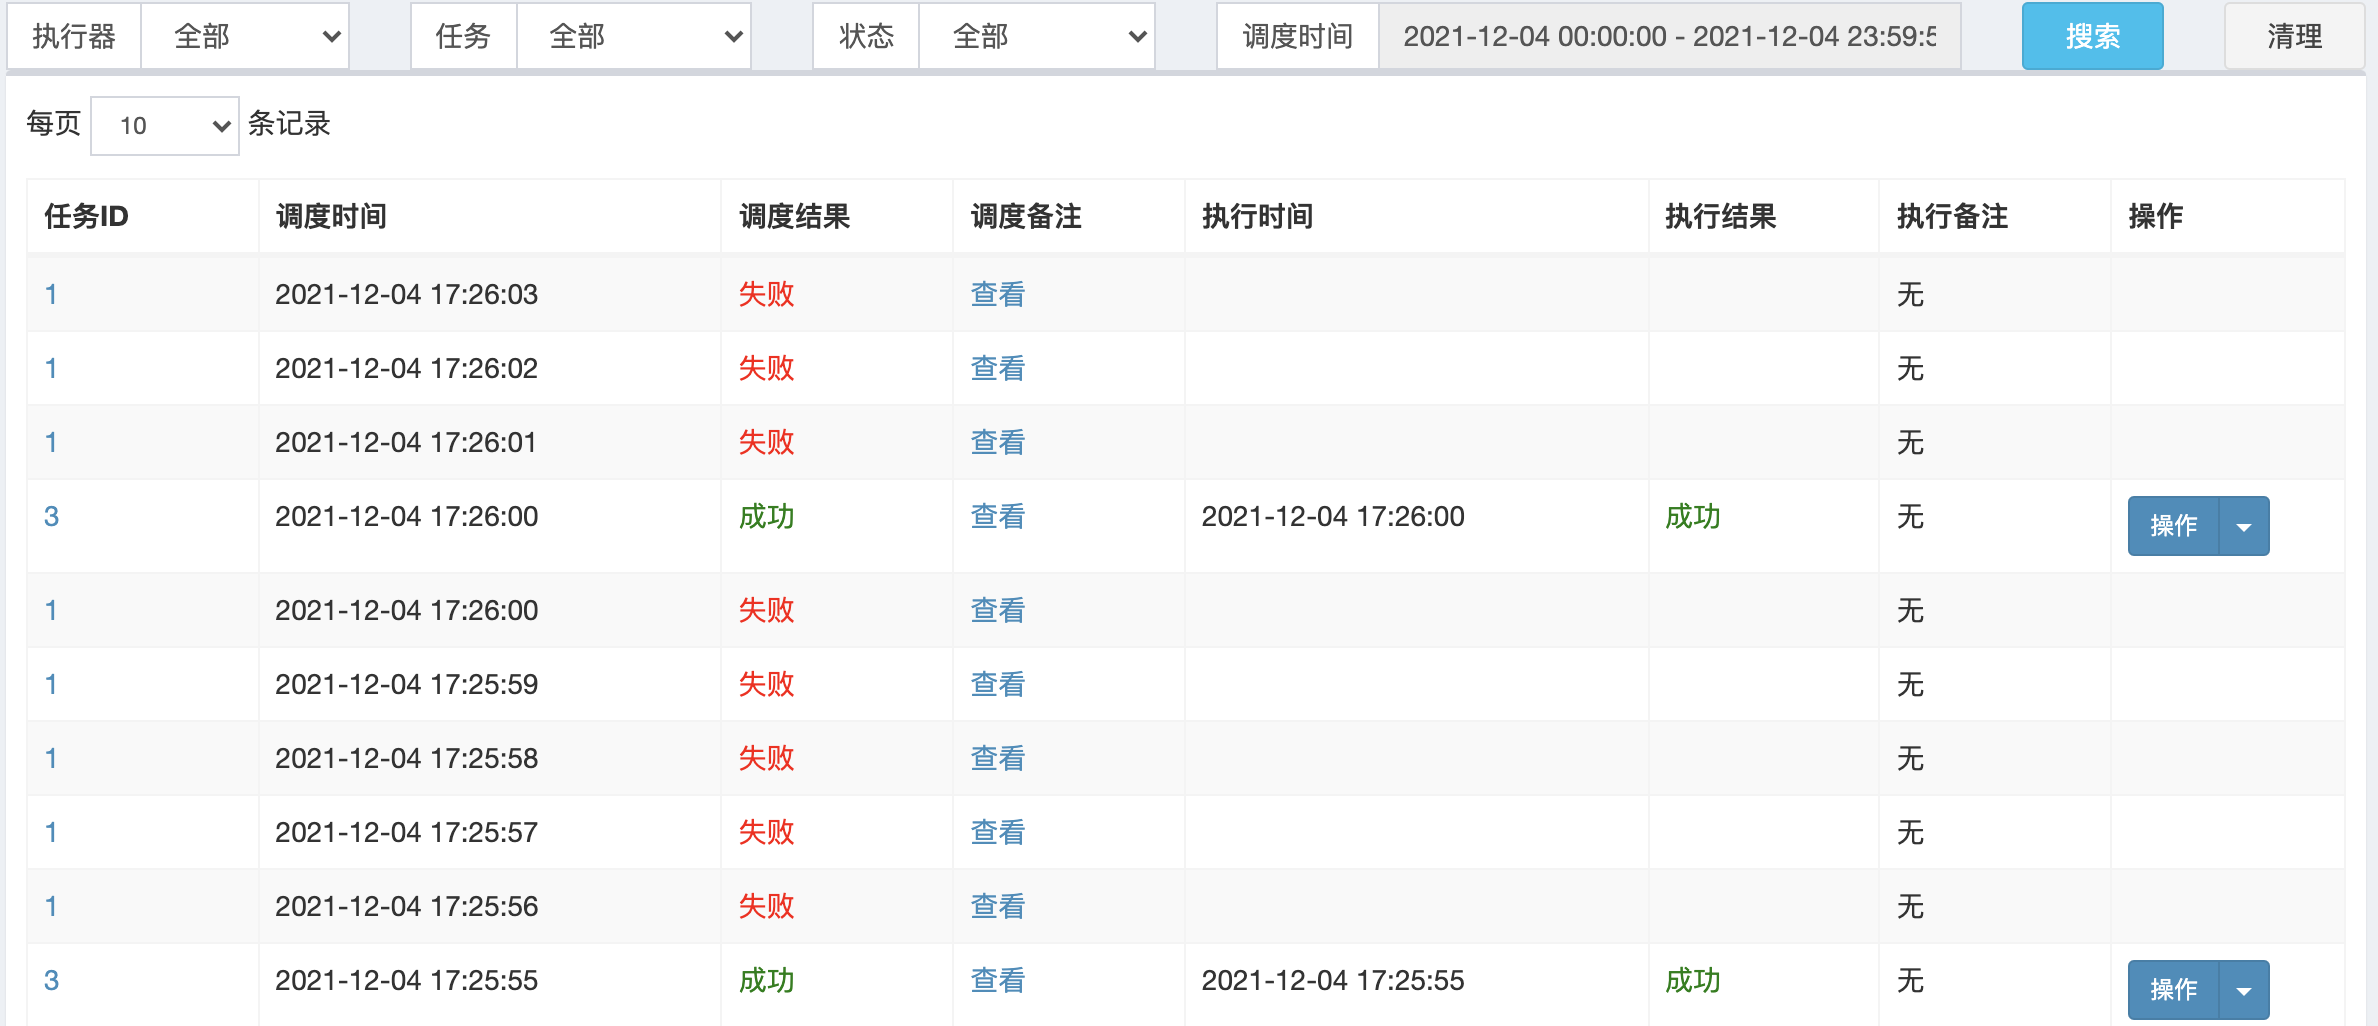 执行器 全部 任务 全部 状态 全部 调度时间 2021-12-04 00:00:00 - 2021-12-04 23:59:5 搜索 清理
每页 10 条记录
任务ID 调度时间 调度结果 调度备注 执行时间 执行结果 执行备注 操作
1 2021-12-04 17:26:03 失败 查看 无
1 2021-12-04 17:26:02 失败 查看 无
1 2021-12-04 17:26:01 失败 查看 无
3 2021-12-04 17:26:00 成功 查看 2021-12-04 17:26:00 成功 无 操作
1 2021-12-04 17:26:00 失败 查看 无
1 2021-12-04 17:25:59 失败 查看 无
1 2021-12-04 17:25:58 失败 查看 无
1 2021-12-04 17:25:57 失败 查看 无
1 2021-12-04 17:25:56 失败 查看 无
3 2021-12-04 17:25:55 成功 查看 2021-12-04 17:25:55 成功 无 操作